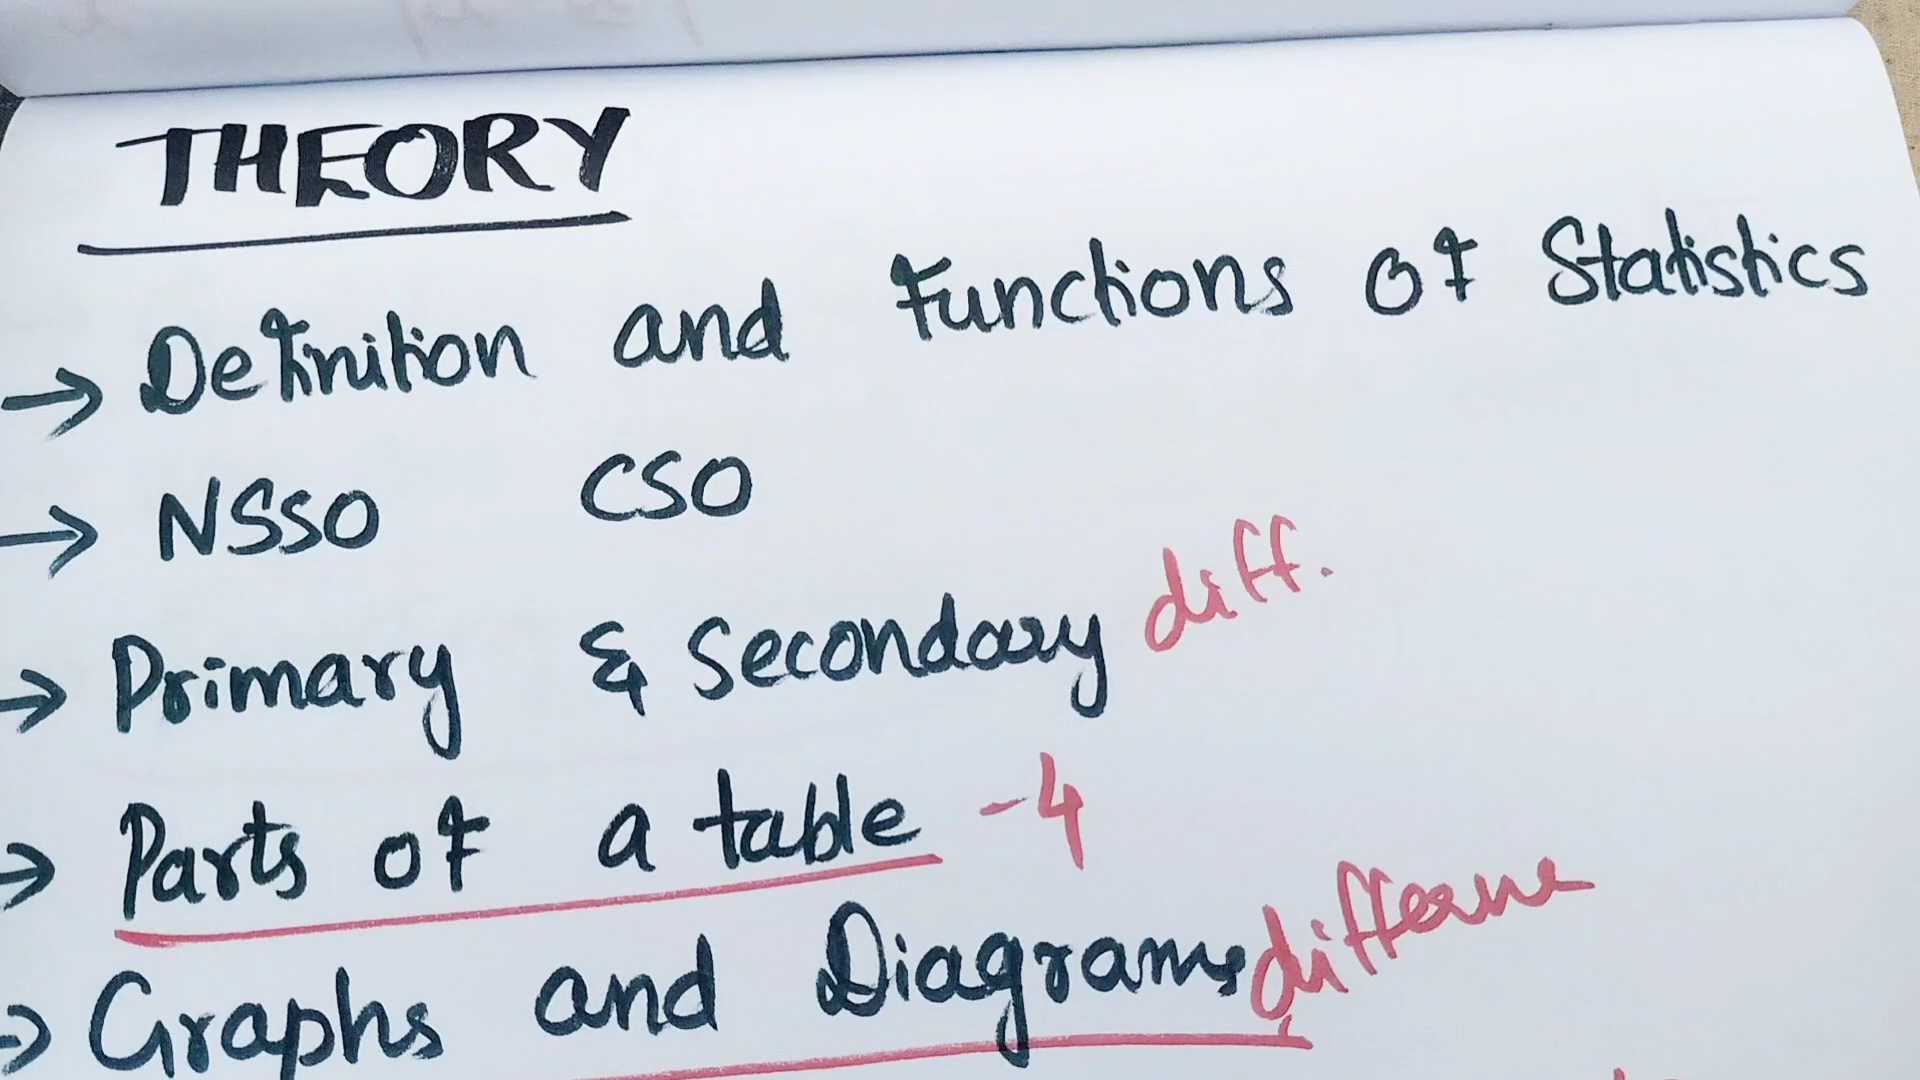 THEORY
→ Definition and functions of Statistics
→ NSSO CSO
→ Primary & Secondary diff.
→ Parts of a table -4
→ Graphs and Diagrams